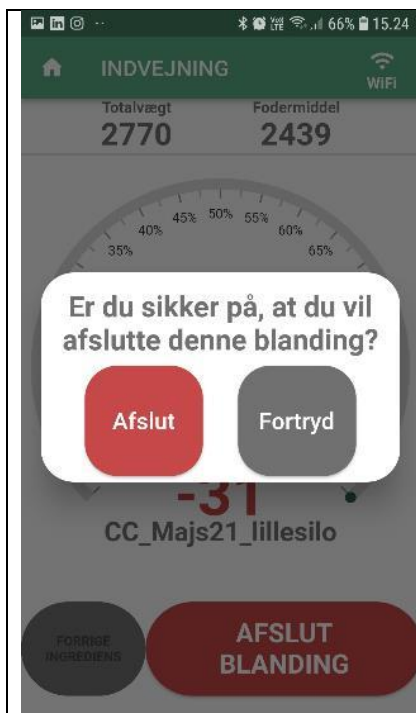 66% 15.24
INDVEJNING
WiFi
Totalvægt Fodermiddel
2770 2439
45% 50% 55%
40% 60%
35% 65%
Er du sikker på, at du vil
afslutte denne blanding?
Afslut Fortryd
-31
CC_Majs21_lillesilo
FORRIGE
INGREDIENS
AFSLUT
BLANDING